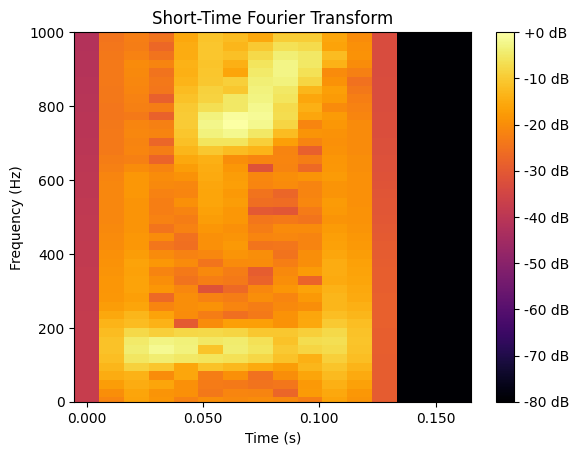 Short-Time Fourier Transform
1000
800
600
400
200
0
Frequency (Hz)
0.000
0.050
0.100
0.150
Time (s)
+0 dB
-10 dB
-20 dB
-30 dB
-40 dB
-50 dB
-60 dB
-70 dB
-80 dB